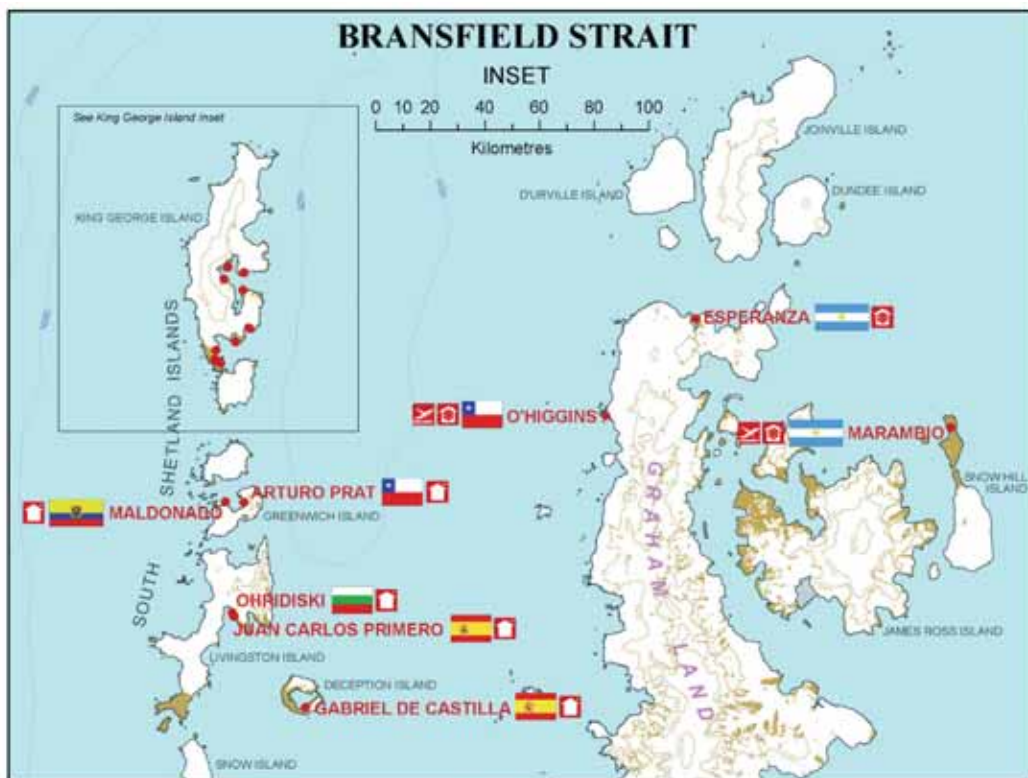 BRANSFIELD STRAIT
INSET
0 10 20 40 60 80 100
Kilometres
See King George Island Inset
KING GEORGE ISLAND
JOINVILLE ISLAND
D'URVILLE ISLAND
DUNDEE ISLAND
ESPERANZA
O'HIGGINS
MARAMBIO
SNOW HILL
ISLAND
SOUTH SHETLAND ISLANDS
ARTURO PRAT
MALDONADO
GREENWICH ISLAND
GRAHAM LAND
OHRIDISKI
JUAN CARLOS PRIMERO
JAMES ROSS ISLAND
LIVINGSTON ISLAND
DECEPTION ISLAND
GABRIEL DE CASTILLA
SNOW ISLAND